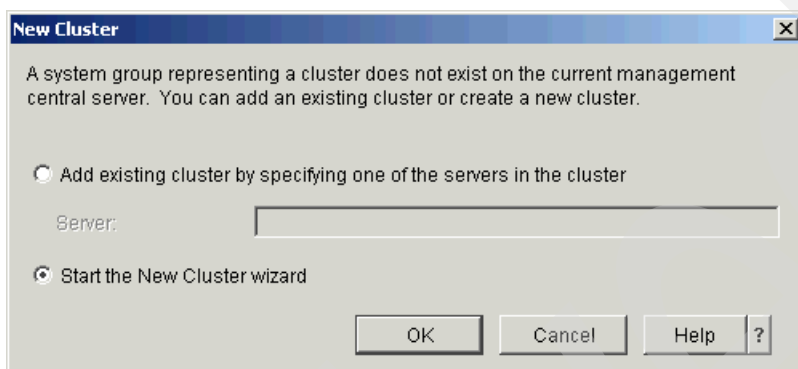 New Cluster
A system group representing a cluster does not exist on the current management
central server. You can add an existing cluster or create a new cluster.
Add existing cluster by specifying one of the servers in the cluster
Server:
Start the New Cluster wizard
OK Cancel Help ?